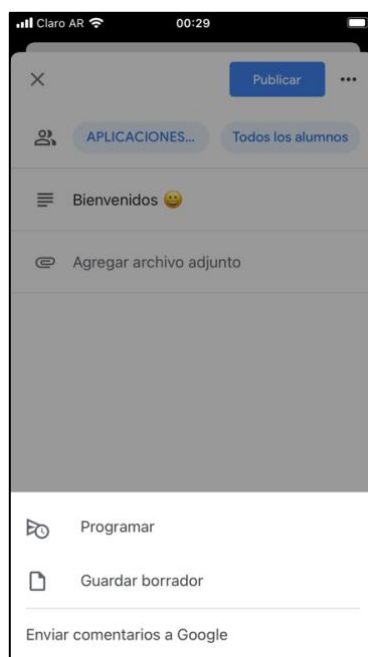 Claro AR 00:29
Publicar
APLICACIONES... Todos los alumnos
Bienvenidos 😀
Agregar archivo adjunto
Programar
Guardar borrador
Enviar comentarios a Google